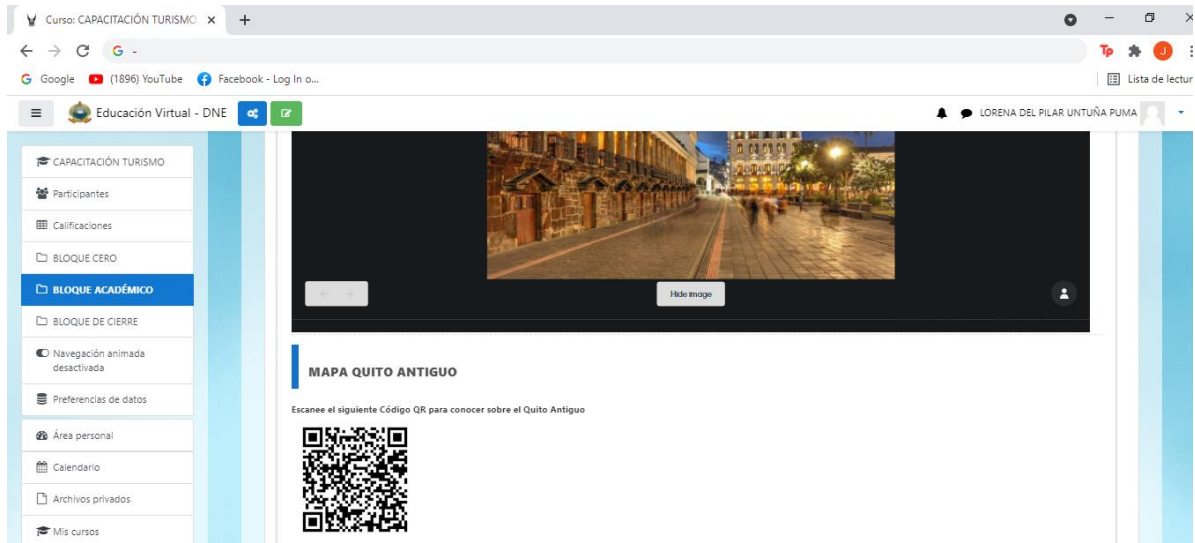 Curso: CAPACITACIÓN TURISMO
G -
Tp
J
Google
(1896) YouTube
Facebook - Log In o...
Lista de lectur
Educación Virtual - DNE
LORENA DEL PILAR UNTUÑA PUMA
CAPACITACIÓN TURISMO
Participantes
Calificaciones
BLOQUE CERO
BLOQUE ACADÉMICO
BLOQUE DE CIERRE
Navegación animada
desactivada
Preferencias de datos
Área personal
Calendario
Archivos privados
Mis cursos
Hide image
MAPA QUITO ANTIGUO
Escanee el siguiente Código QR para conocer sobre el Quito Antiguo